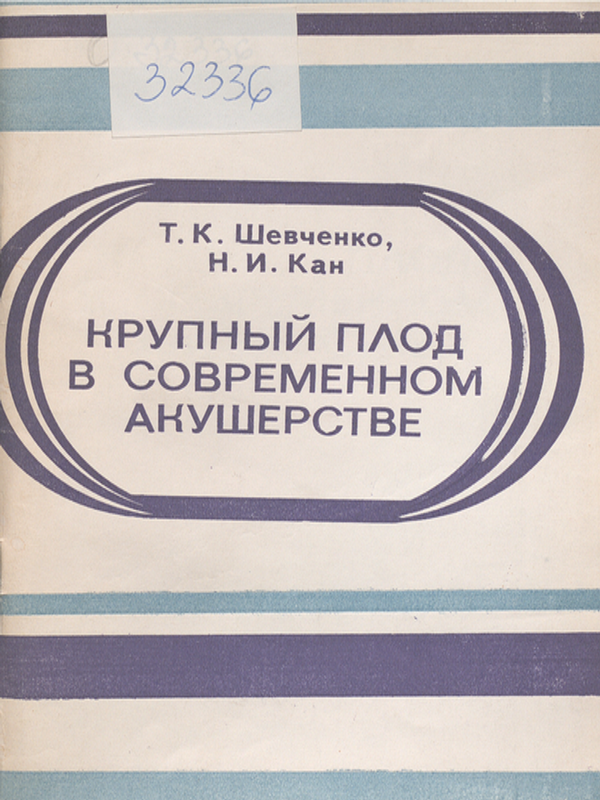 32336
Т. К. Шевченко,
Н. И. Кан
КРУПНЫЙ ПЛОД
В СОВРЕМЕННОМ
АКУШЕРСТВЕ